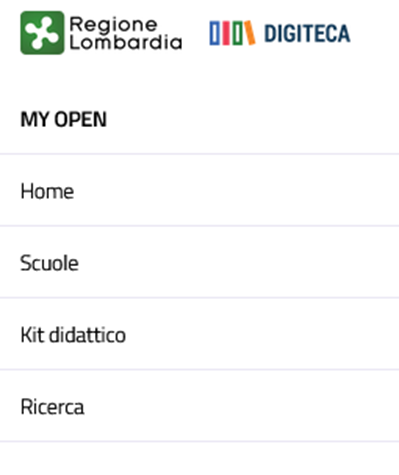 Regione
Lombardia
DIGITECA
MY OPEN
Home
Scuole
Kit didattico
Ricerca